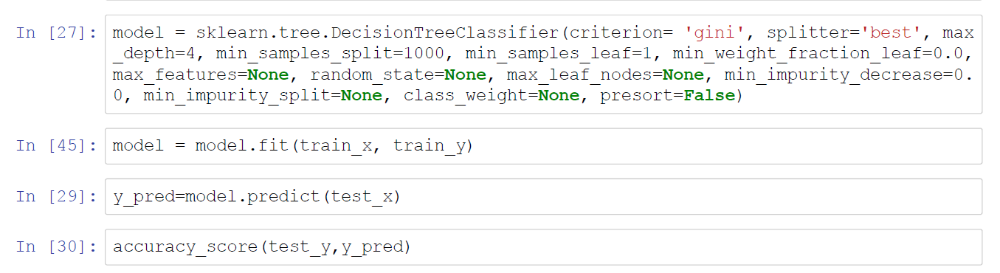 In [27]: model = sklearn.tree.DecisionTreeClassifier(criterion= 'gini', splitter='best', max
_depth=4, min_samples_split=1000, min_samples_leaf=1, min_weight_fraction_leaf=0.0,
max_features=None, random_state=None, max_leaf_nodes=None, min_impurity_decrease=0.
0, min_impurity_split=None, class_weight=None, presort=False)
In [45]: model = model.fit(train_x, train_y)
In [29]: y_pred=model.predict(test_x)
In [30]: accuracy_score(test_y,y_pred)